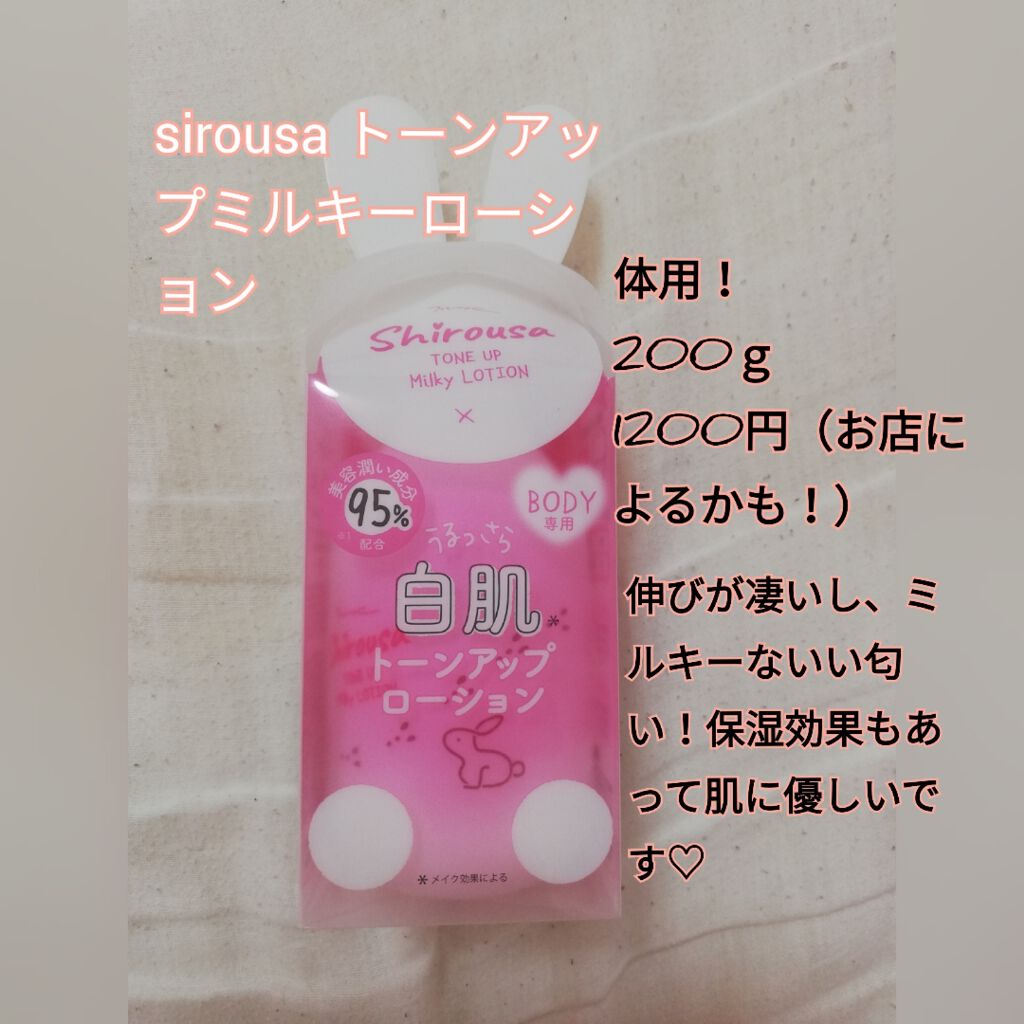 sirousa トーンアッ
プミルキーローシ
ョン
体用！
200ｇ
1200円（お店に
よるかも！）
伸びが凄いし、ミ
ルキーないい匂
い！保湿効果もあ
って肌に優しいで
す♡
Shirousa
TONE UP
Milky LOTION
美容潤い成分
95%
※1 配合
BODY
専用
うるっさら
白肌*
トーンアップ
ローション
* メイク効果による